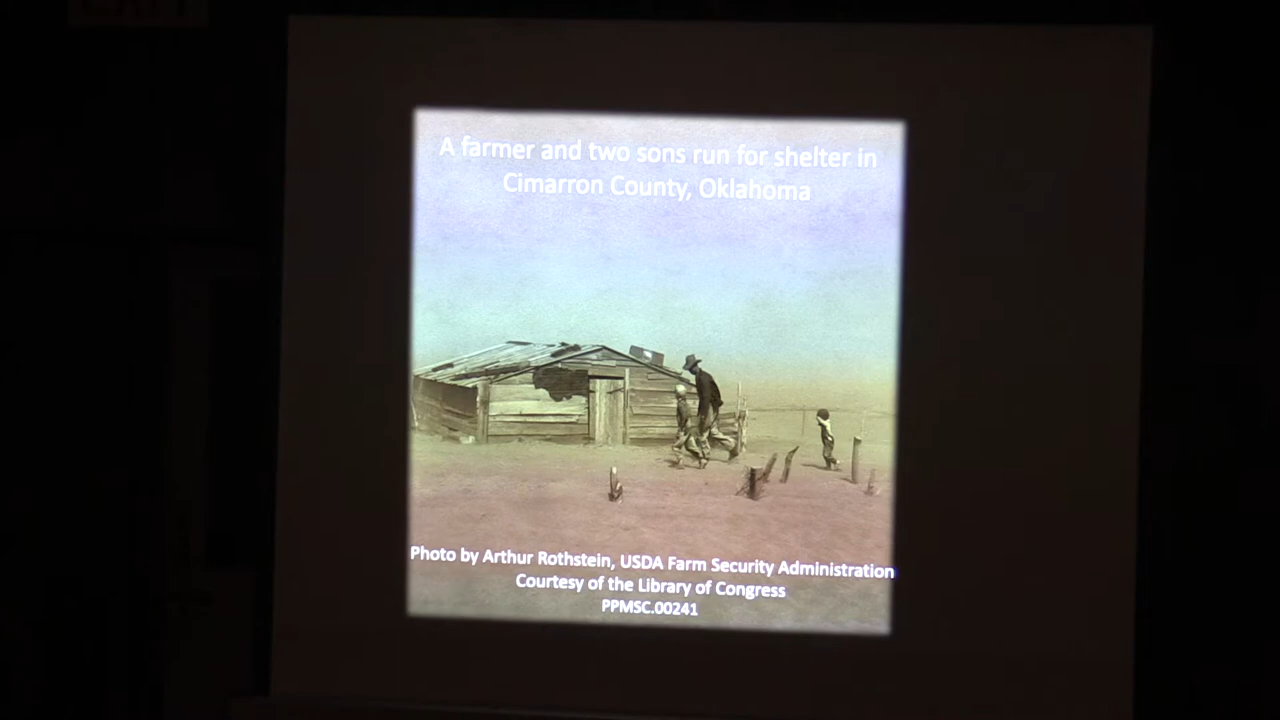 A farmer and two sons run for shelter in
Cimarron County, Oklahoma
Photo by Arthur Rothstein, USDA Farm Security Administration
Courtesy of the Library of Congress
PPMSC.00241